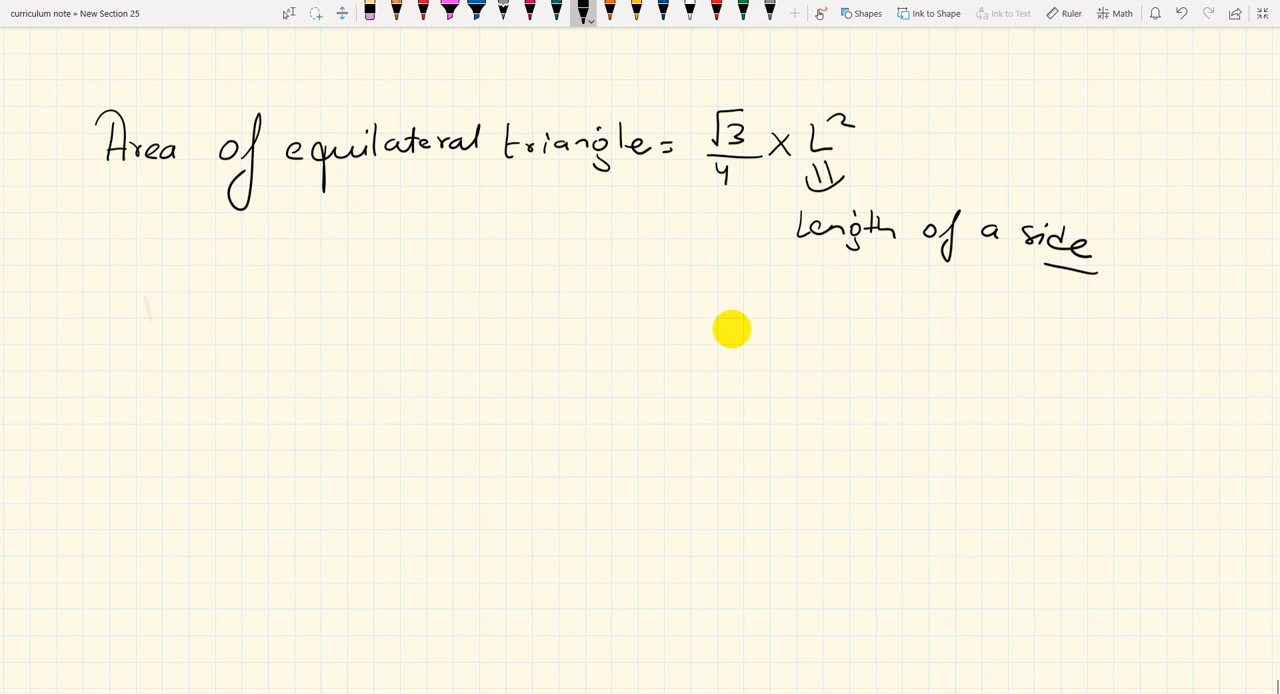 curriculum note » New Section 25
Shapes Ink to Shape Ink to Text Ruler Math
Area of equilateral triangle = √3/4 × L²
Length of a side